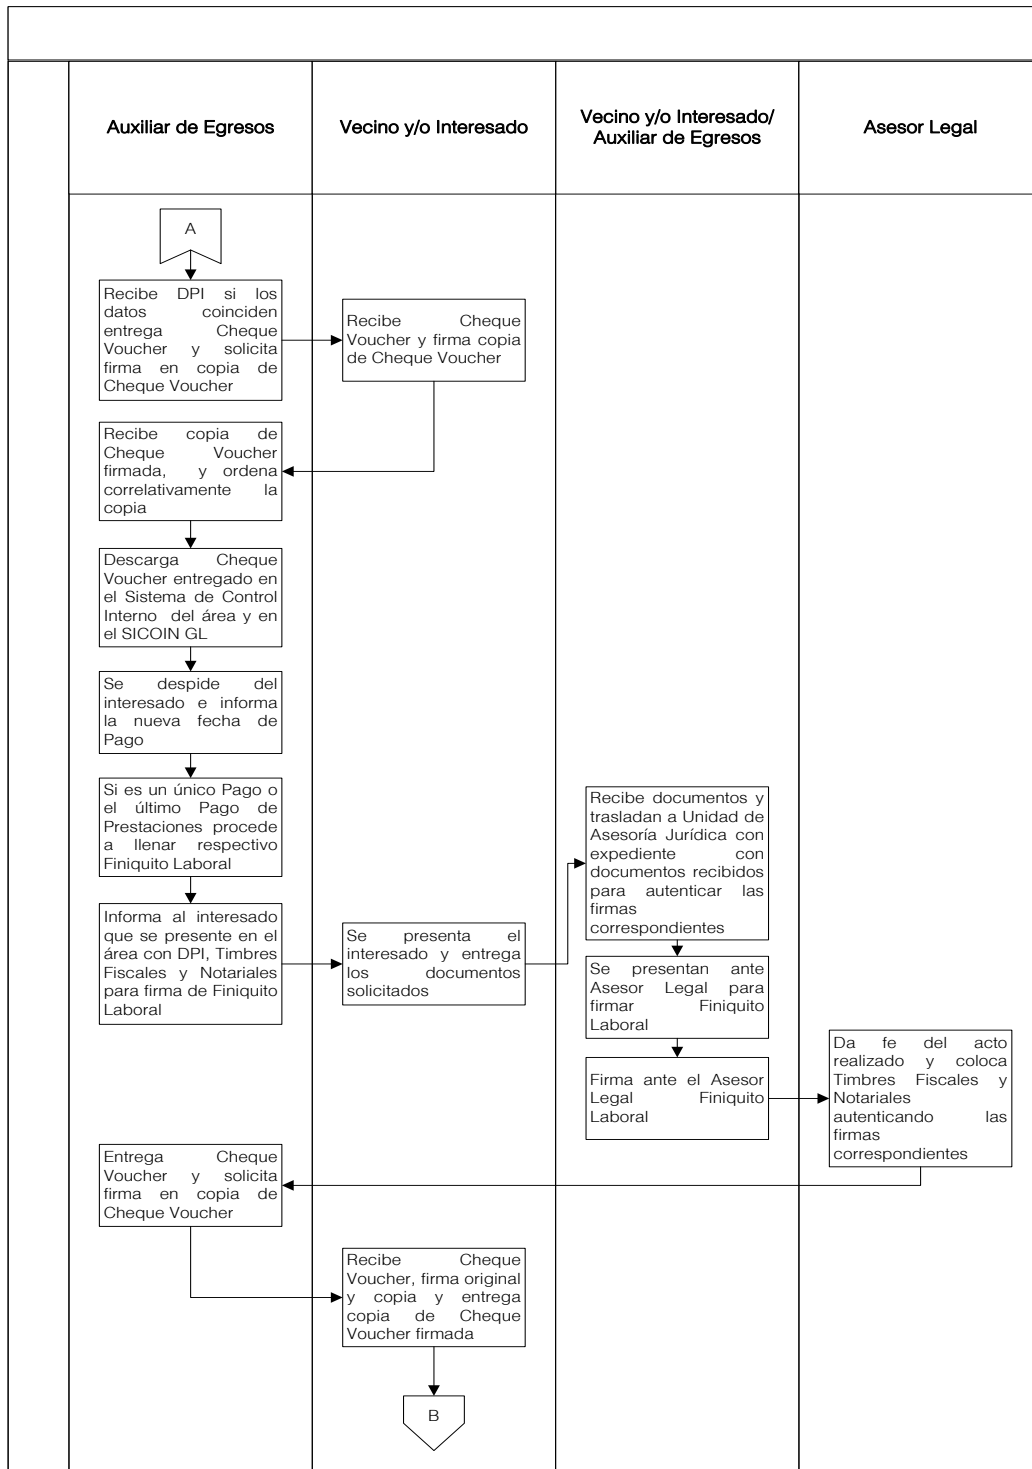 Auxiliar de Egresos
Vecino y/o Interesado
Vecino y/o Interesado/
Auxiliar de Egresos
Asesor Legal
A
Recibe DPI si los
datos coinciden
entrega Cheque
Voucher y solicita
firma en copia de
Cheque Voucher
Recibe Cheque
Voucher y firma copia
de Cheque Voucher
Recibe copia de
Cheque Voucher
firmada, y ordena
correlativamente la
copia
Descarga Cheque
Voucher entregado en
el Sistema de Control
Interno del área y en
el SICOIN GL
Se despide del
interesado e informa
la nueva fecha de
Pago
Si es un único Pago o
el último Pago de
Prestaciones procede
a llenar respectivo
Finiquito Laboral
Informa al interesado
que se presente en el
área con DPI, Timbres
Fiscales y Notariales
para firma de Finiquito
Laboral
Se presenta el
interesado y entrega
los documentos
solicitados
Recibe documentos y
trasladan a Unidad de
Asesoría Jurídica con
expediente con
documentos recibidos
para autenticar las
firmas
correspondientes
Se presentan ante
Asesor Legal para
firmar Finiquito
Laboral
Firma ante el Asesor
Legal Finiquito
Laboral
Da fe del acto
realizado y coloca
Timbres Fiscales y
Notariales
autenticando las
firmas
correspondientes
Entrega Cheque
Voucher y solicita
firma en copia de
Cheque Voucher
Recibe Cheque
Voucher, firma original
y copia y entrega
copia de Cheque
Voucher firmada
B